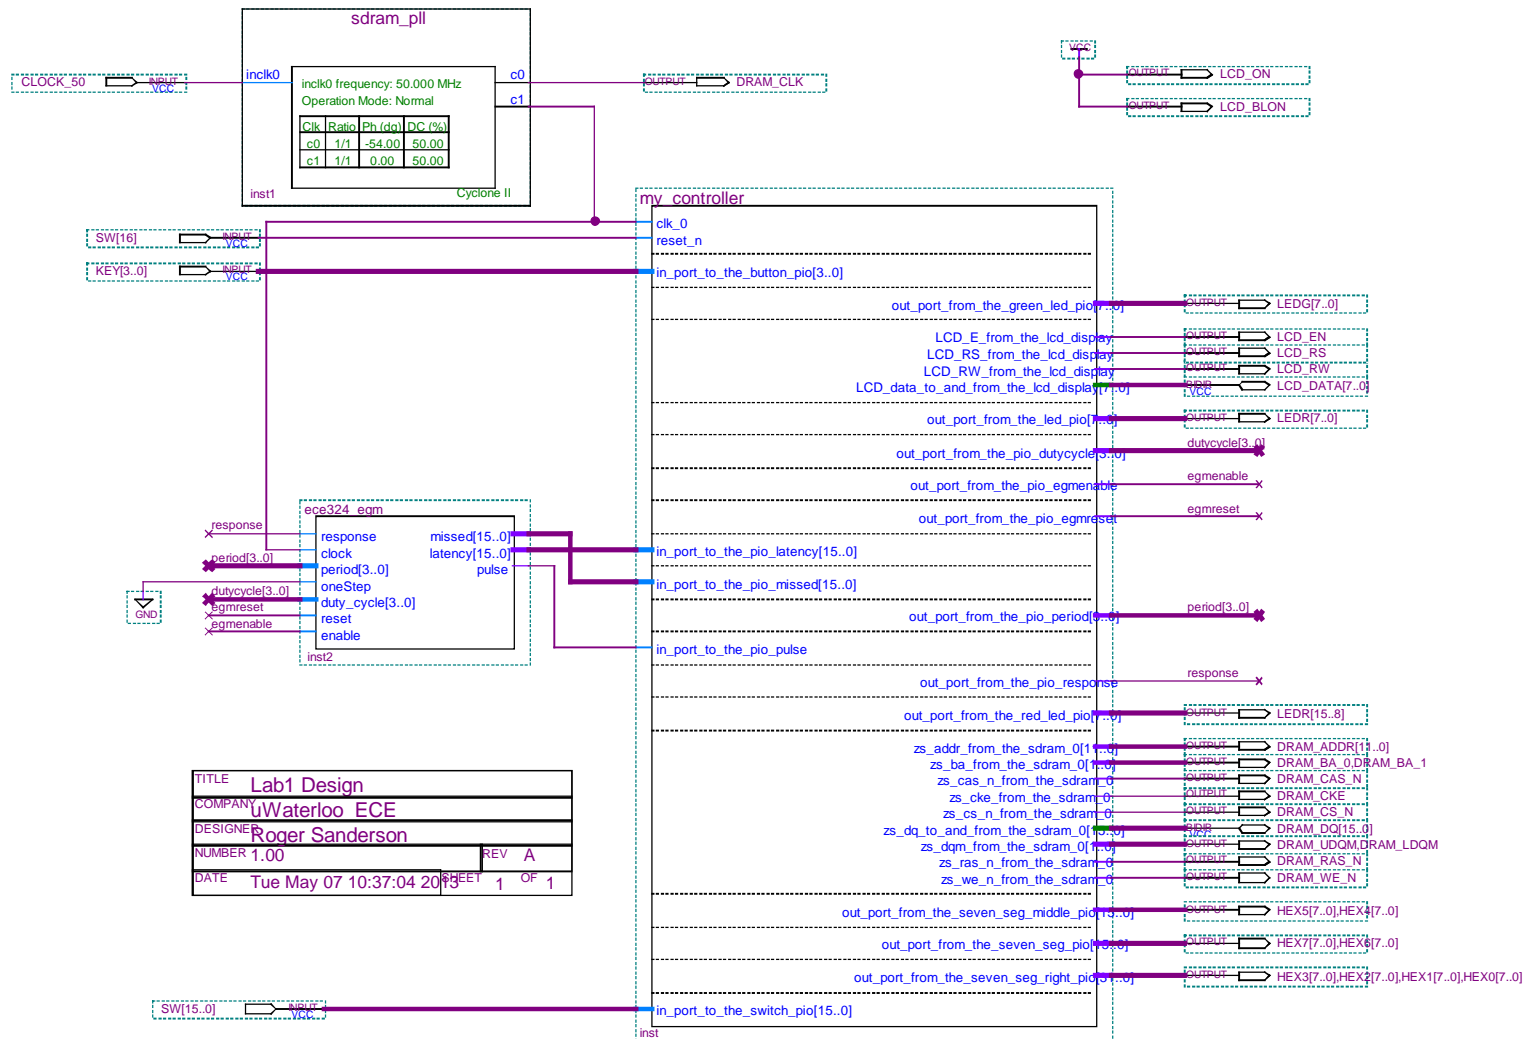 sdram_pll
CLOCK_50
INPUT
VCC
inclk0
inclk0 frequency: 50.000 MHz
Operation Mode: Normal
Clk Ratio Ph (dg) DC (%)
c0 1/1 -54.00 50.00
c1 1/1 0.00 50.00
c0
c1
inst1
Cyclone II
OUTPUT
DRAM_CLK
VCC
OUTPUT
LCD_ON
OUTPUT
LCD_BLON
my_controller
clk_0
SW[16]
INPUT
VCC
reset_n
KEY[3..0]
INPUT
VCC
in_port_to_the_button_pio[3..0]
out_port_from_the_green_led_pio[7..0]
OUTPUT
LEDG[7..0]
LCD_E_from_the_lcd_display
OUTPUT
LCD_EN
LCD_RS_from_the_lcd_display
OUTPUT
LCD_RS
LCD_RW_from_the_lcd_display
OUTPUT
LCD_RW
LCD_data_to_and_from_the_lcd_display[7..0]
BIDIR
VCC
LCD_DATA[7..0]
out_port_from_the_led_pio[7..0]
OUTPUT
LEDR[7..0]
out_port_from_the_pio_dutycycle[3..0]
dutycycle[3..0]
out_port_from_the_pio_egmenable
egmenable
out_port_from_the_pio_egmreset
egmreset
ece324_egm
response
period[3..0]
dutycycle[3..0]
egmreset
egmenable
GND
response
clock
period[3..0]
oneStep
duty_cycle[3..0]
reset
enable
missed[15..0]
latency[15..0]
pulse
inst2
in_port_to_the_pio_latency[15..0]
in_port_to_the_pio_missed[15..0]
out_port_from_the_pio_period[3..0]
period[3..0]
in_port_to_the_pio_pulse
out_port_from_the_pio_response
response
out_port_from_the_red_led_pio[7..0]
OUTPUT
LEDR[15..8]
zs_addr_from_the_sdram_0[11..0]
OUTPUT
DRAM_ADDR[11..0]
zs_ba_from_the_sdram_0[1..0]
OUTPUT
DRAM_BA_0,DRAM_BA_1
zs_cas_n_from_the_sdram_0
OUTPUT
DRAM_CAS_N
zs_cke_from_the_sdram_0
OUTPUT
DRAM_CKE
zs_cs_n_from_the_sdram_0
OUTPUT
DRAM_CS_N
zs_dq_to_and_from_the_sdram_0[15..0]
BIDIR
VCC
DRAM_DQ[15..0]
zs_dqm_from_the_sdram_0[1..0]
OUTPUT
DRAM_UDQM,DRAM_LDQM
zs_ras_n_from_the_sdram_0
OUTPUT
DRAM_RAS_N
zs_we_n_from_the_sdram_0
OUTPUT
DRAM_WE_N
out_port_from_the_seven_seg_middle_pio[15..0]
OUTPUT
HEX5[7..0],HEX4[7..0]
out_port_from_the_seven_seg_pio[15..0]
OUTPUT
HEX7[7..0],HEX6[7..0]
out_port_from_the_seven_seg_right_pio[31..0]
OUTPUT
HEX3[7..0],HEX2[7..0],HEX1[7..0],HEX0[7..0]
SW[15..0]
INPUT
VCC
in_port_to_the_switch_pio[15..0]
inst
TITLE Lab1 Design
COMPANY uWaterloo ECE
DESIGNER Roger Sanderson
NUMBER 1.00 REV A
DATE Tue May 07 10:37:04 2013 SHEET 1 OF 1